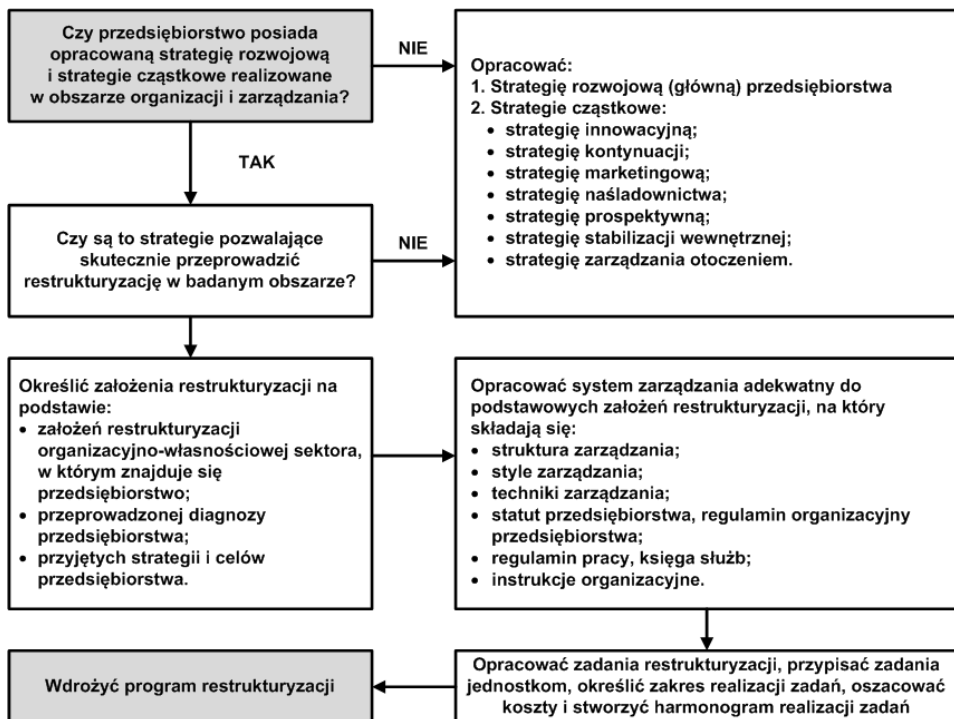 Czy przedsiębiorstwo posiada
opracowaną strategię rozwojową
i strategie cząstkowe realizowane
w obszarze organizacji i zarządzania?
NIE
Opracować:
1. Strategię rozwojową (główną) przedsiębiorstwa
2. Strategie cząstkowe:
• strategię innowacyjną;
• strategię kontynuacji;
• strategię marketingową;
• strategię naśladownictwa;
• strategię prospektywną;
• strategię stabilizacji wewnętrznej;
• strategię zarządzania otoczeniem.
TAK
Czy są to strategie pozwalające
skutecznie przeprowadzić
restrukturyzację w badanym obszarze?
NIE
Określić założenia restrukturyzacji na
podstawie:
• założeń restrukturyzacji
organizacyjno-własnościowej sektora,
w którym znajduje się
przedsiębiorstwo;
• przeprowadzonej diagnozy
przedsiębiorstwa;
• przyjętych strategii i celów
przedsiębiorstwa.
Opracować system zarządzania adekwatny do
podstawowych założeń restrukturyzacji, na który
składają się:
• struktura zarządzania;
• style zarządzania;
• techniki zarządzania;
• statut przedsiębiorstwa, regulamin organizacyjny
przedsiębiorstwa;
• regulamin pracy, księga służb;
• instrukcje organizacyjne.
Opracować zadania restrukturyzacji, przypisać zadania
jednostkom, określić zakres realizacji zadań, oszacować
koszty i stworzyć harmonogram realizacji zadań
Wdrożyć program restrukturyzacji